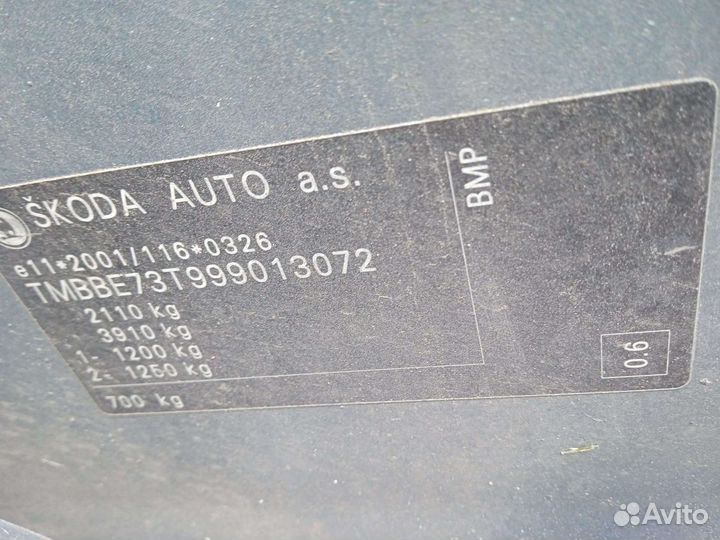 ŠKODA AUTO a.s.
e11*2001/116*0326
TMBBE73T999013072
2110 kg
3910 kg
1- 1200 kg
2- 1250 kg
700 kg
BMP
0.6
Avito